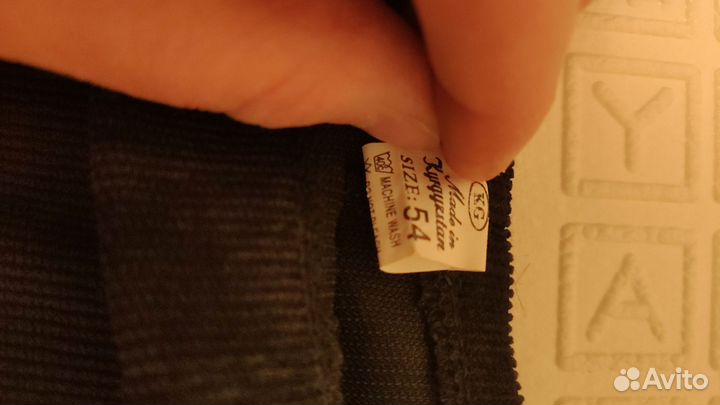 KG
Made in
Kyrgyzstan
SIZE: 54
MACHINE WASH
Y
A
Avito